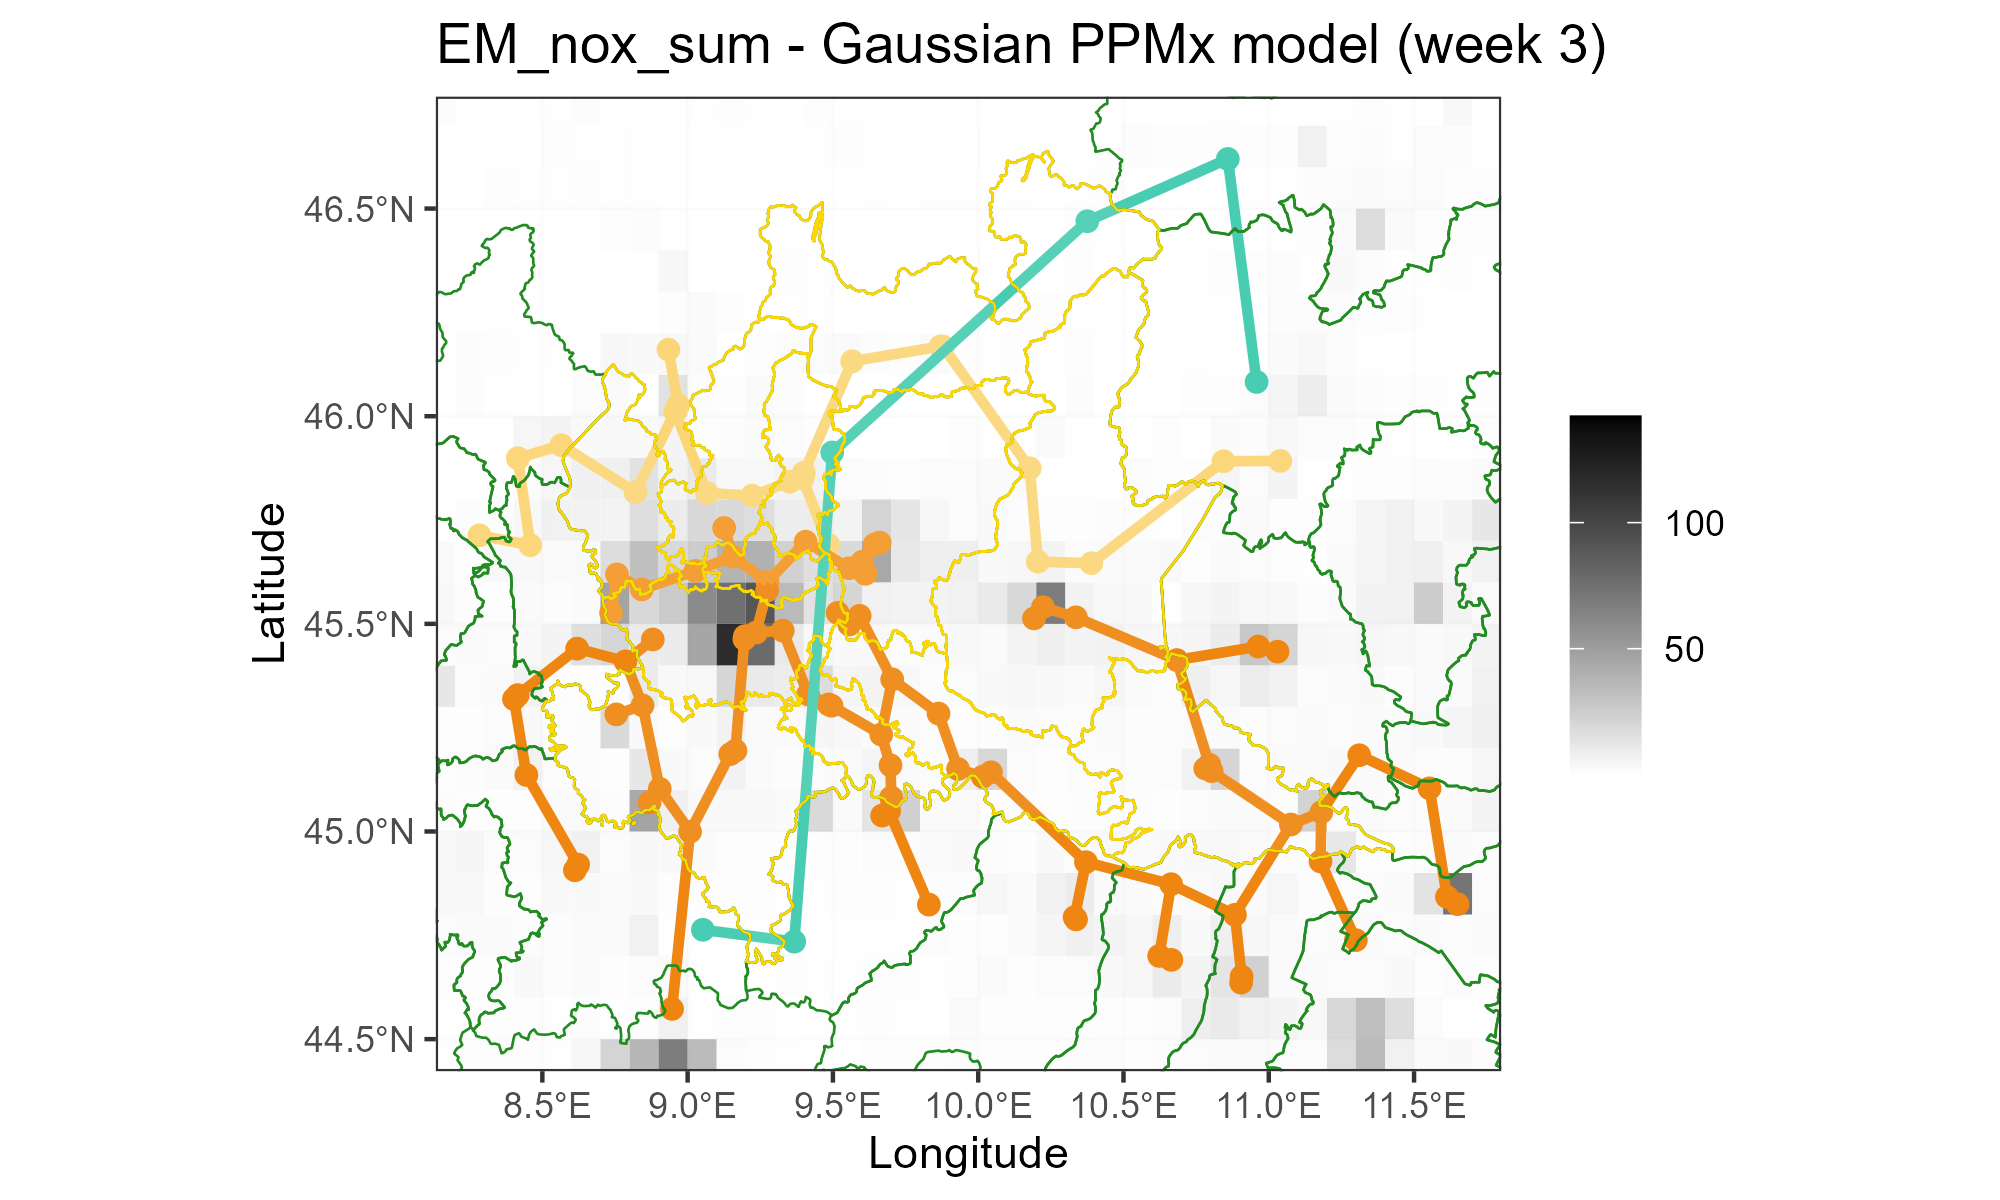 EM_nox_sum - Gaussian PPMx model (week 3)
46.5°N
46.0°N
45.5°N
45.0°N
44.5°N
Latitude
8.5°E 9.0°E 9.5°E 10.0°E 10.5°E 11.0°E 11.5°E
Longitude
100
50